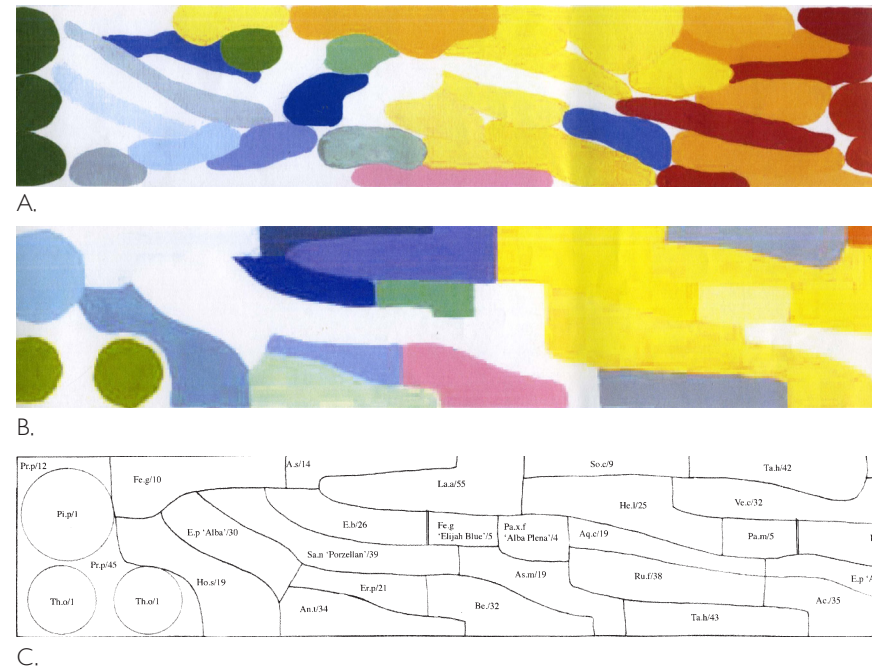 A.
B.
Pr.p/12
Fe.g/10
A.s/14
La.a/55
So.c/9
Ta.h/42
Pi.p/1
E.p 'Alba'/30
E.b/26
Fe.g
'Elijah Blue'/5
Pa.x.f
'Alba Plena'/4
He.l/25
Aq.c/19
Ve.c/32
Pa.m/5
Pr.p/45
Ho.s/19
Sa.n 'Porzellan'/39
As.m/19
Ru.f/38
E.p 'A
Th.o/1
Th.o/1
An.t/34
Er.p/21
Be./32
Ta.h/43
Ac./35
C.